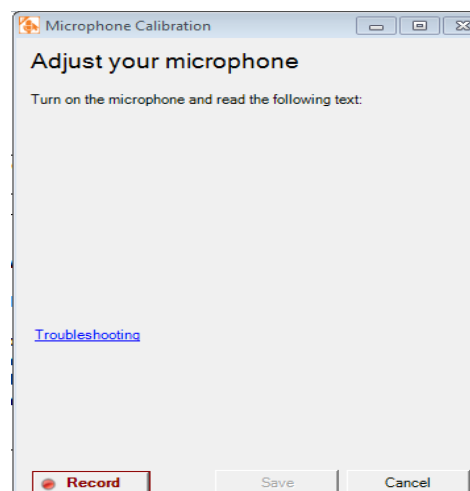 Microphone Calibration
Adjust your microphone
Turn on the microphone and read the following text:
Troubleshooting
Record
Save
Cancel